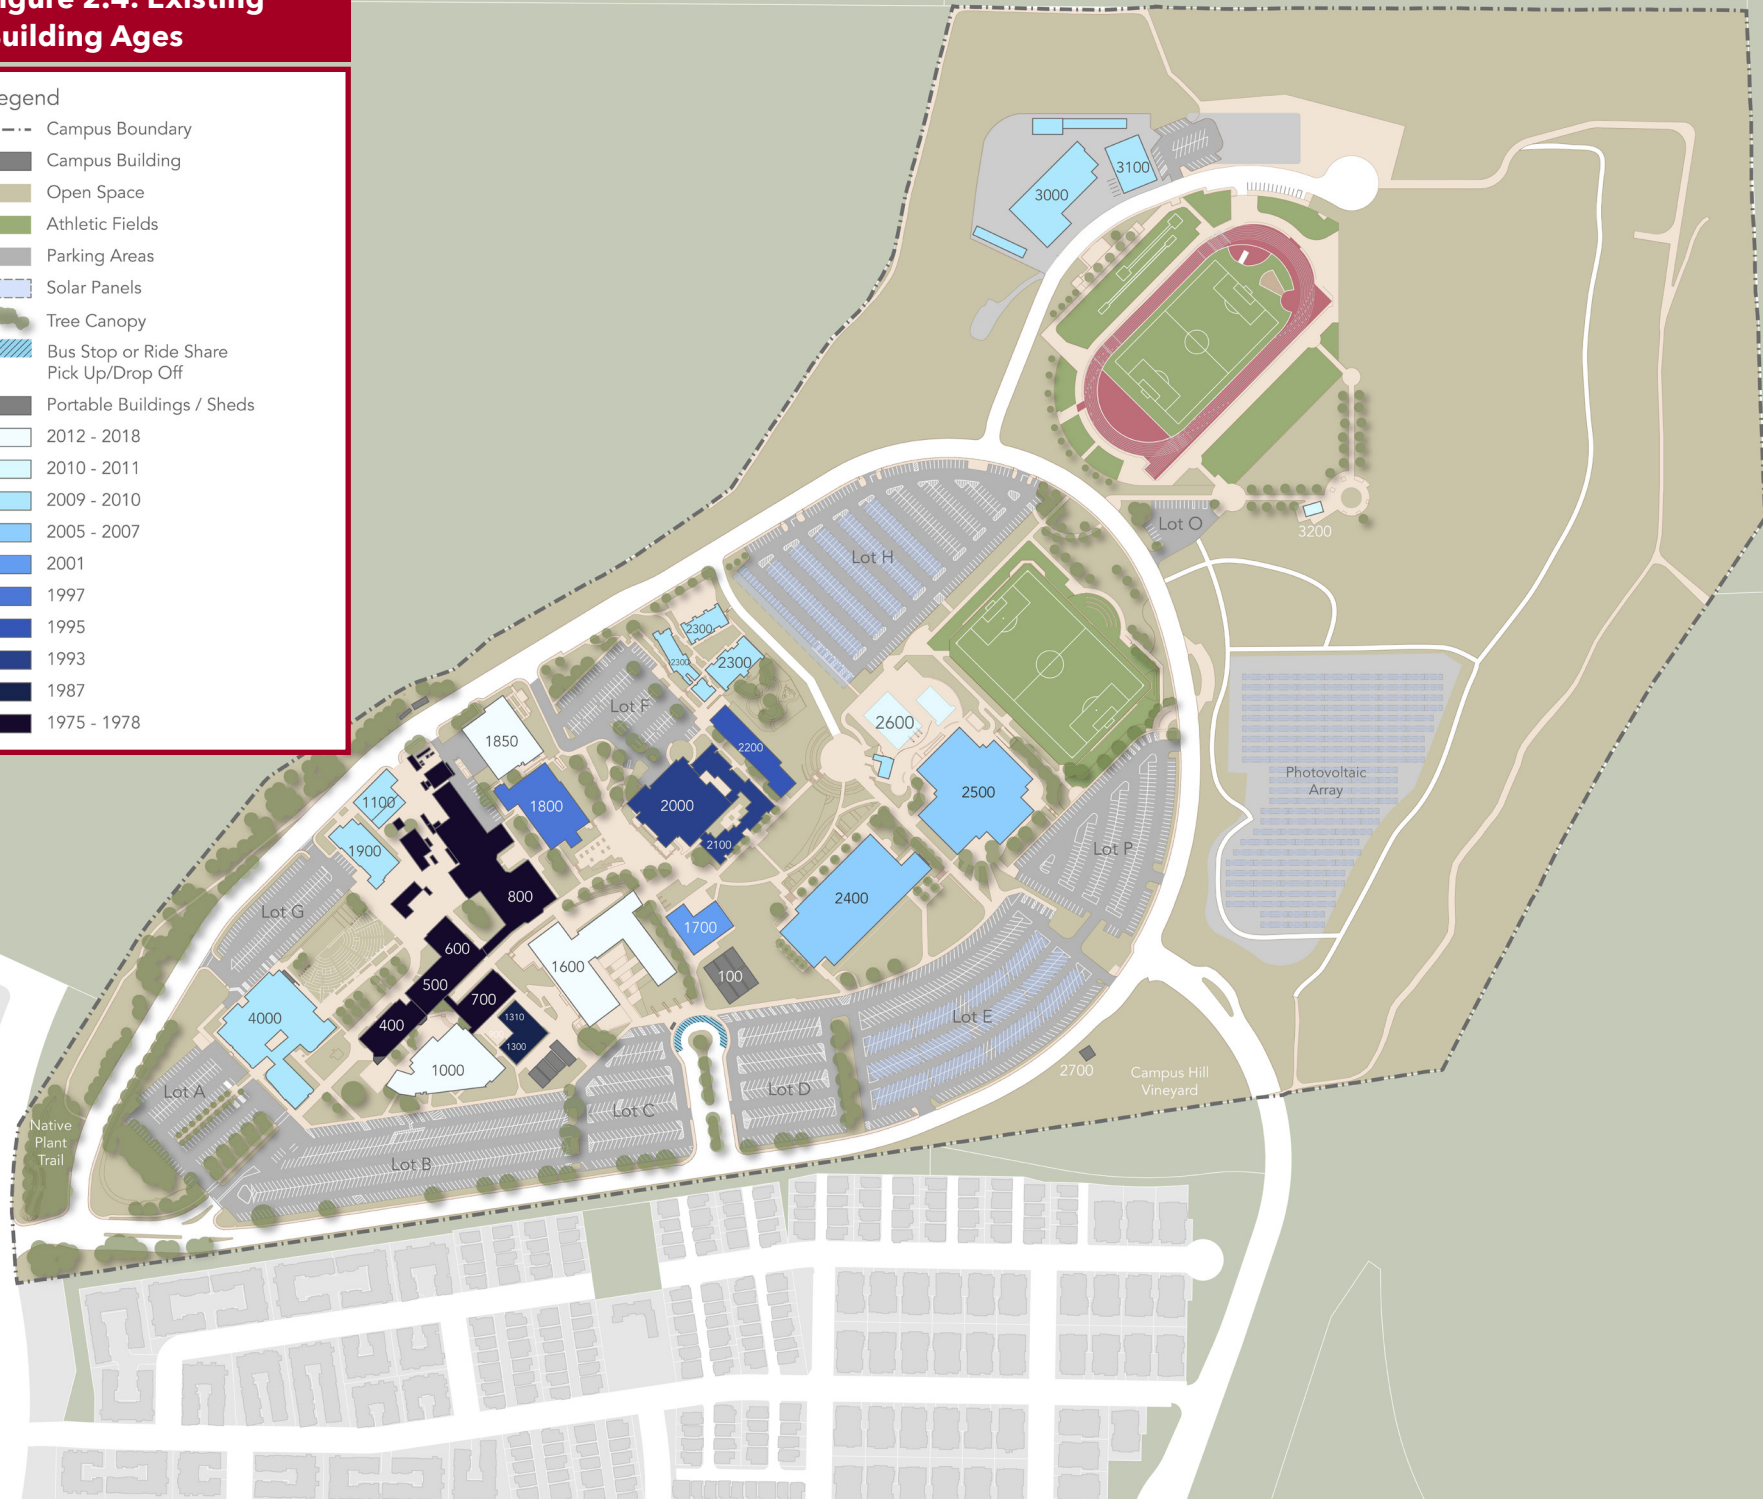 igure 2.4: Existing
uilding Ages
egend
Campus Boundary
Campus Building
Open Space
Athletic Fields
Parking Areas
Solar Panels
Tree Canopy
Bus Stop or Ride Share
Pick Up/Drop Off
Portable Buildings / Sheds
2012 - 2018
2010 - 2011
2009 - 2010
2005 - 2007
2001
1997
1995
1993
1987
1975 - 1978
3100
3000
Lot O
3200
Lot H
2300
2300
2300
Lot F
2600
1850
2200
Photovoltaic
Array
2500
1100
1800
2000
2100
1900
Lot P
800
2400
Lot G
1700
600
1600
100
500
700
4000
400
1310
1300
Lot E
1000
2700
Campus Hill
Vineyard
Lot A
Lot D
Lot C
Native
Plant
Trail
Lot B